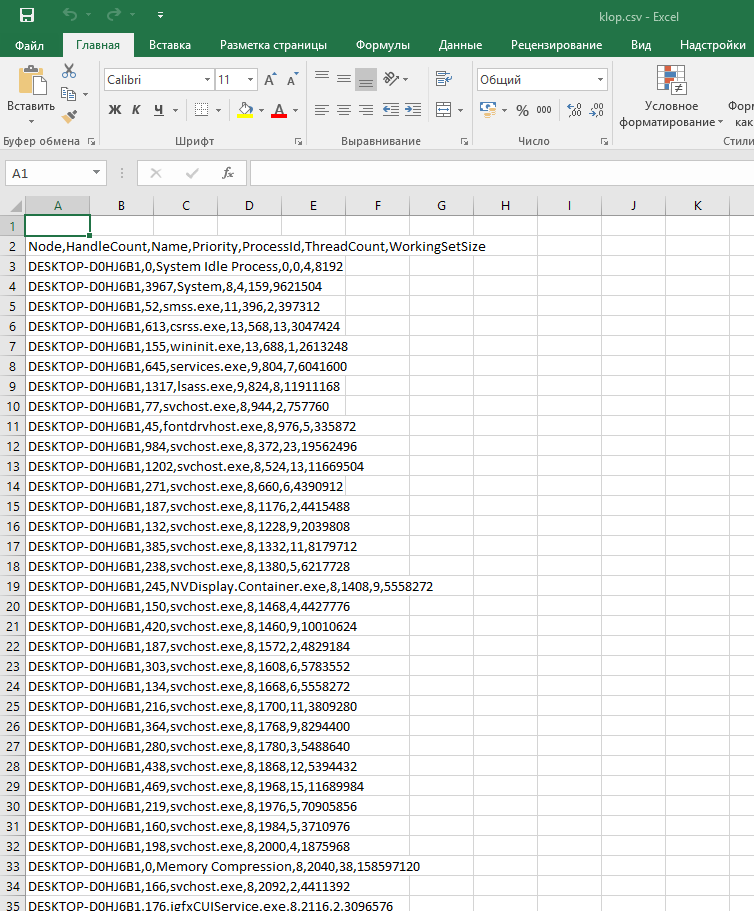 klop.csv - Excel
Файл Главная Вставка Разметка страницы Формулы Данные Рецензирование Вид Надстройки
Вставить
Calibri 11
Ж К Ч А
Общий
% 000
Условное форматирование
Форм как
Буфер обмена Шрифт Выравнивание Число Стили
A1 fx
A B C D E F G H I J K
1
2 Node,HandleCount,Name,Priority,ProcessId,ThreadCount,WorkingSetSize
3 DESKTOP-D0HJ6B1,0,System Idle Process,0,0,4,8192
4 DESKTOP-D0HJ6B1,3967,System,8,4,159,9621504
5 DESKTOP-D0HJ6B1,52,smss.exe,11,396,2,397312
6 DESKTOP-D0HJ6B1,613,csrss.exe,13,568,13,3047424
7 DESKTOP-D0HJ6B1,155,wininit.exe,13,688,1,2613248
8 DESKTOP-D0HJ6B1,645,services.exe,9,804,7,6041600
9 DESKTOP-D0HJ6B1,1317,lsass.exe,9,824,8,11911168
10 DESKTOP-D0HJ6B1,77,svchost.exe,8,944,2,757760
11 DESKTOP-D0HJ6B1,45,fontdrvhost.exe,8,976,5,335872
12 DESKTOP-D0HJ6B1,984,svchost.exe,8,372,23,19562496
13 DESKTOP-D0HJ6B1,1202,svchost.exe,8,524,13,11669504
14 DESKTOP-D0HJ6B1,271,svchost.exe,8,660,6,4390912
15 DESKTOP-D0HJ6B1,187,svchost.exe,8,1176,2,4415488
16 DESKTOP-D0HJ6B1,132,svchost.exe,8,1228,9,2039808
17 DESKTOP-D0HJ6B1,385,svchost.exe,8,1332,11,8179712
18 DESKTOP-D0HJ6B1,238,svchost.exe,8,1380,5,6217728
19 DESKTOP-D0HJ6B1,245,NVDisplay.Container.exe,8,1408,9,5558272
20 DESKTOP-D0HJ6B1,150,svchost.exe,8,1468,4,4427776
21 DESKTOP-D0HJ6B1,420,svchost.exe,8,1460,9,10010624
22 DESKTOP-D0HJ6B1,187,svchost.exe,8,1572,2,4829184
23 DESKTOP-D0HJ6B1,303,svchost.exe,8,1608,6,5783552
24 DESKTOP-D0HJ6B1,134,svchost.exe,8,1668,6,5558272
25 DESKTOP-D0HJ6B1,216,svchost.exe,8,1700,11,3809280
26 DESKTOP-D0HJ6B1,364,svchost.exe,8,1768,9,8294400
27 DESKTOP-D0HJ6B1,280,svchost.exe,8,1780,3,5488640
28 DESKTOP-D0HJ6B1,438,svchost.exe,8,1868,12,5394432
29 DESKTOP-D0HJ6B1,469,svchost.exe,8,1968,15,11689984
30 DESKTOP-D0HJ6B1,219,svchost.exe,8,1976,5,70905856
31 DESKTOP-D0HJ6B1,160,svchost.exe,8,1984,5,3710976
32 DESKTOP-D0HJ6B1,198,svchost.exe,8,2000,4,1875968
33 DESKTOP-D0HJ6B1,0,Memory Compression,8,2040,38,158597120
34 DESKTOP-D0HJ6B1,166,svchost.exe,8,2092,2,4411392
35 DESKTOP-D0HJ6B1,176,igfxCUIService.exe,8,2116,2,3096576